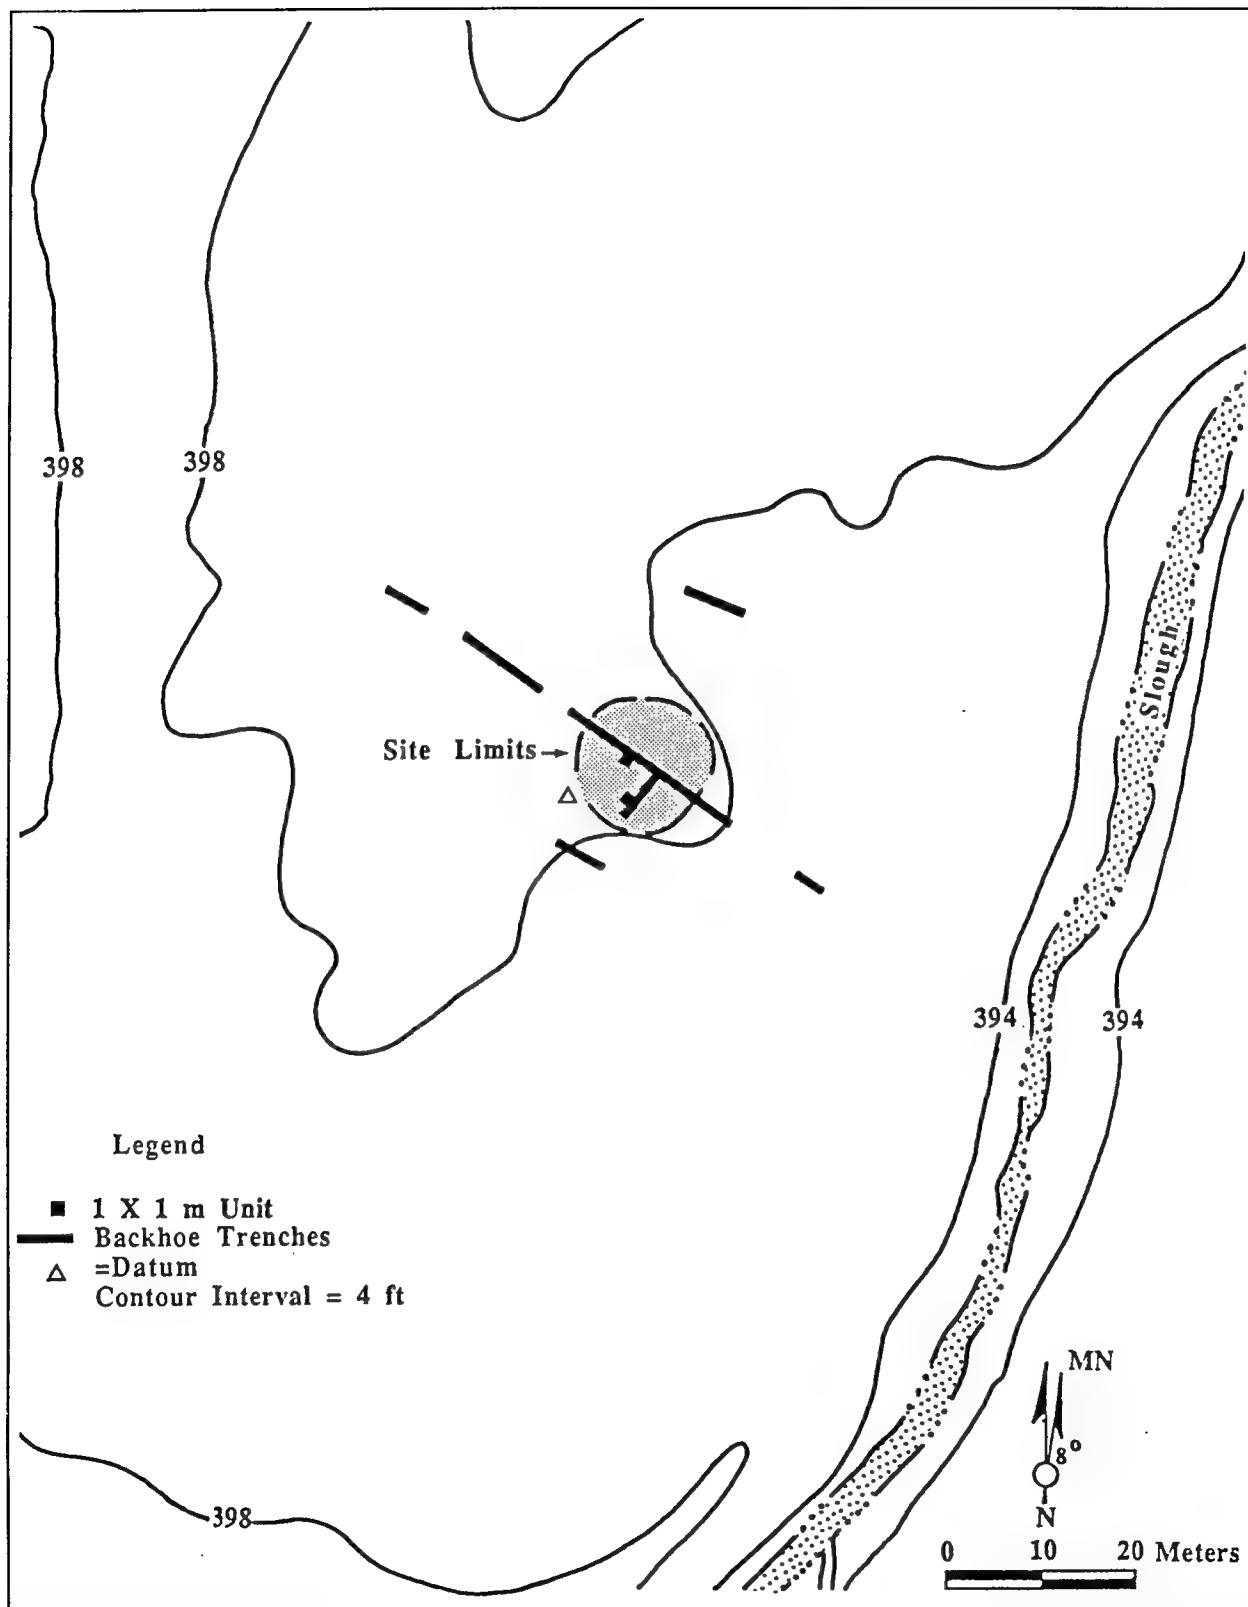 398
398
Slough
Site Limits
394
394
Legend
1 X 1 m Unit
Backhoe Trenches
=Datum
Contour Interval = 4 ft
MN
8°
N
398
0 10 20 Meters